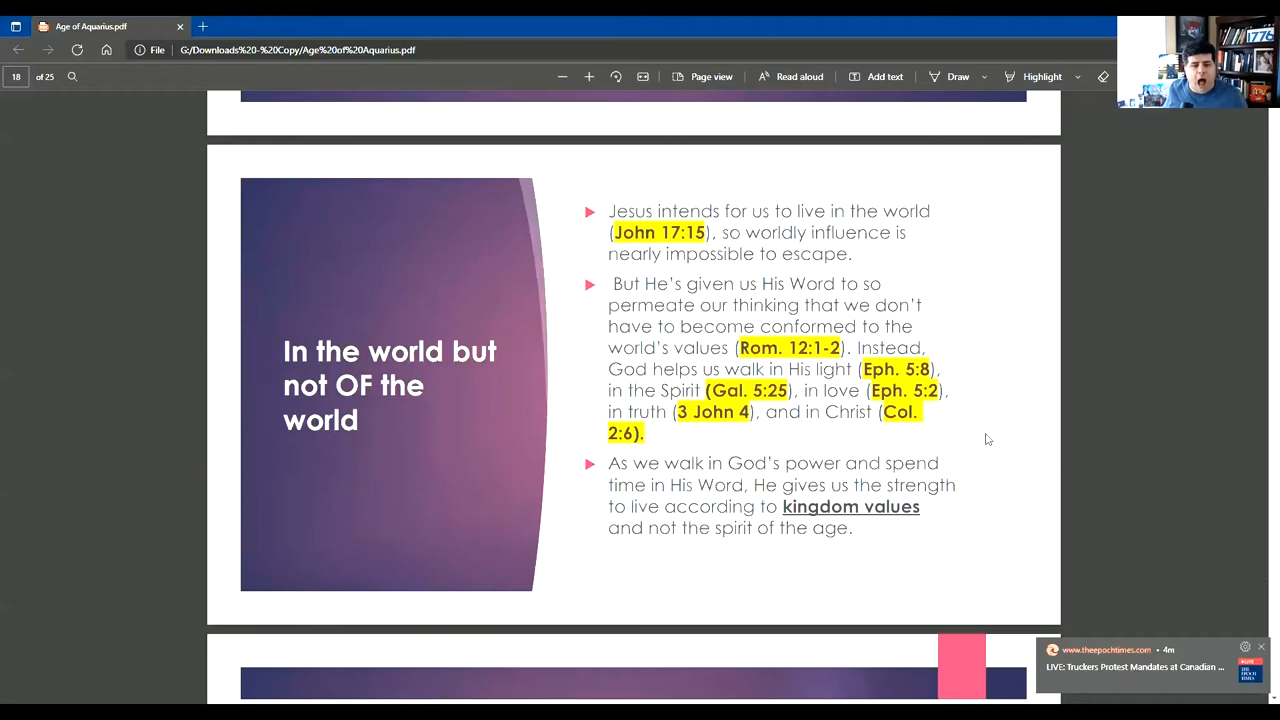 Age of Aquarius.pdf
File
G:/Downloads%20-%20Copy/Age%20of%20Aquarius.pdf
18 of 25
Page view
Read aloud
Add text
Draw
Highlight
1776
In the world but
not OF the
world
Jesus intends for us to live in the world
(John 17:15), so worldly influence is
nearly impossible to escape.
But He's given us His Word to so
permeate our thinking that we don't
have to become conformed to the
world's values (Rom. 12:1-2). Instead,
God helps us walk in His light (Eph. 5:8),
in the Spirit (Gal. 5:25), in love (Eph. 5:2),
in truth (3 John 4), and in Christ (Col.
2:6).
As we walk in God's power and spend
time in His Word, He gives us the strength
to live according to kingdom values
and not the spirit of the age.
www.theepochtimes.com • 4m
LIVE: Truckers Protest Mandates at Canadian ...
THE
EPOCH
TIMES